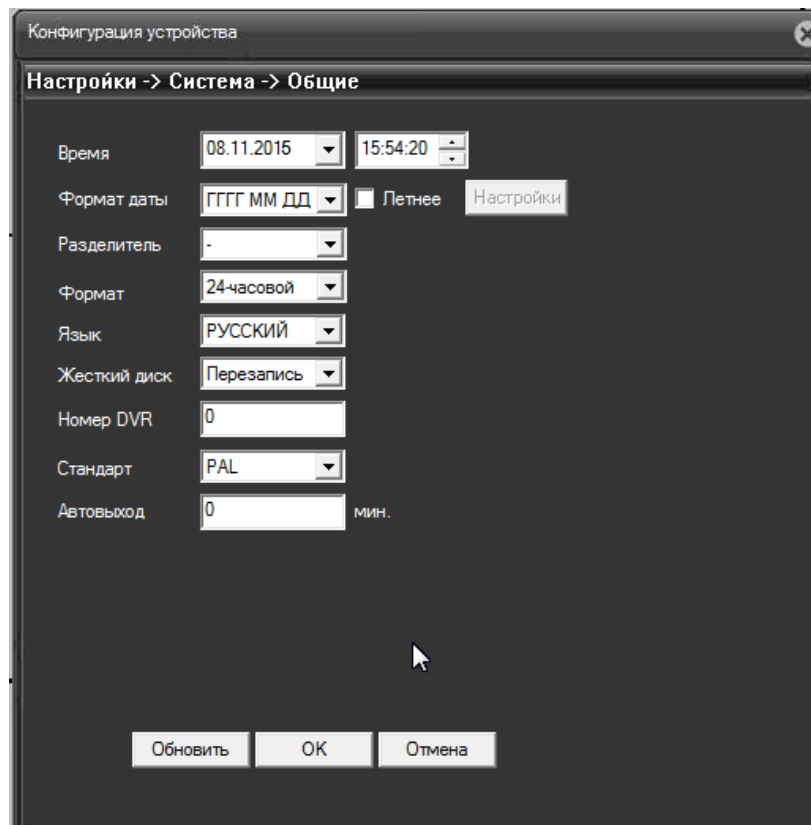 Конфигурация устройства
Настройки -> Система -> Общие
Время 08.11.2015 15:54:20
Формат даты ГГГГ ММ ДД Летнее Настройки
Разделитель -
Формат 24-часовой
Язык РУССКИЙ
Жесткий диск Перезапись
Номер DVR 0
Стандарт PAL
Автовыход 0 мин.
Обновить OK Отмена